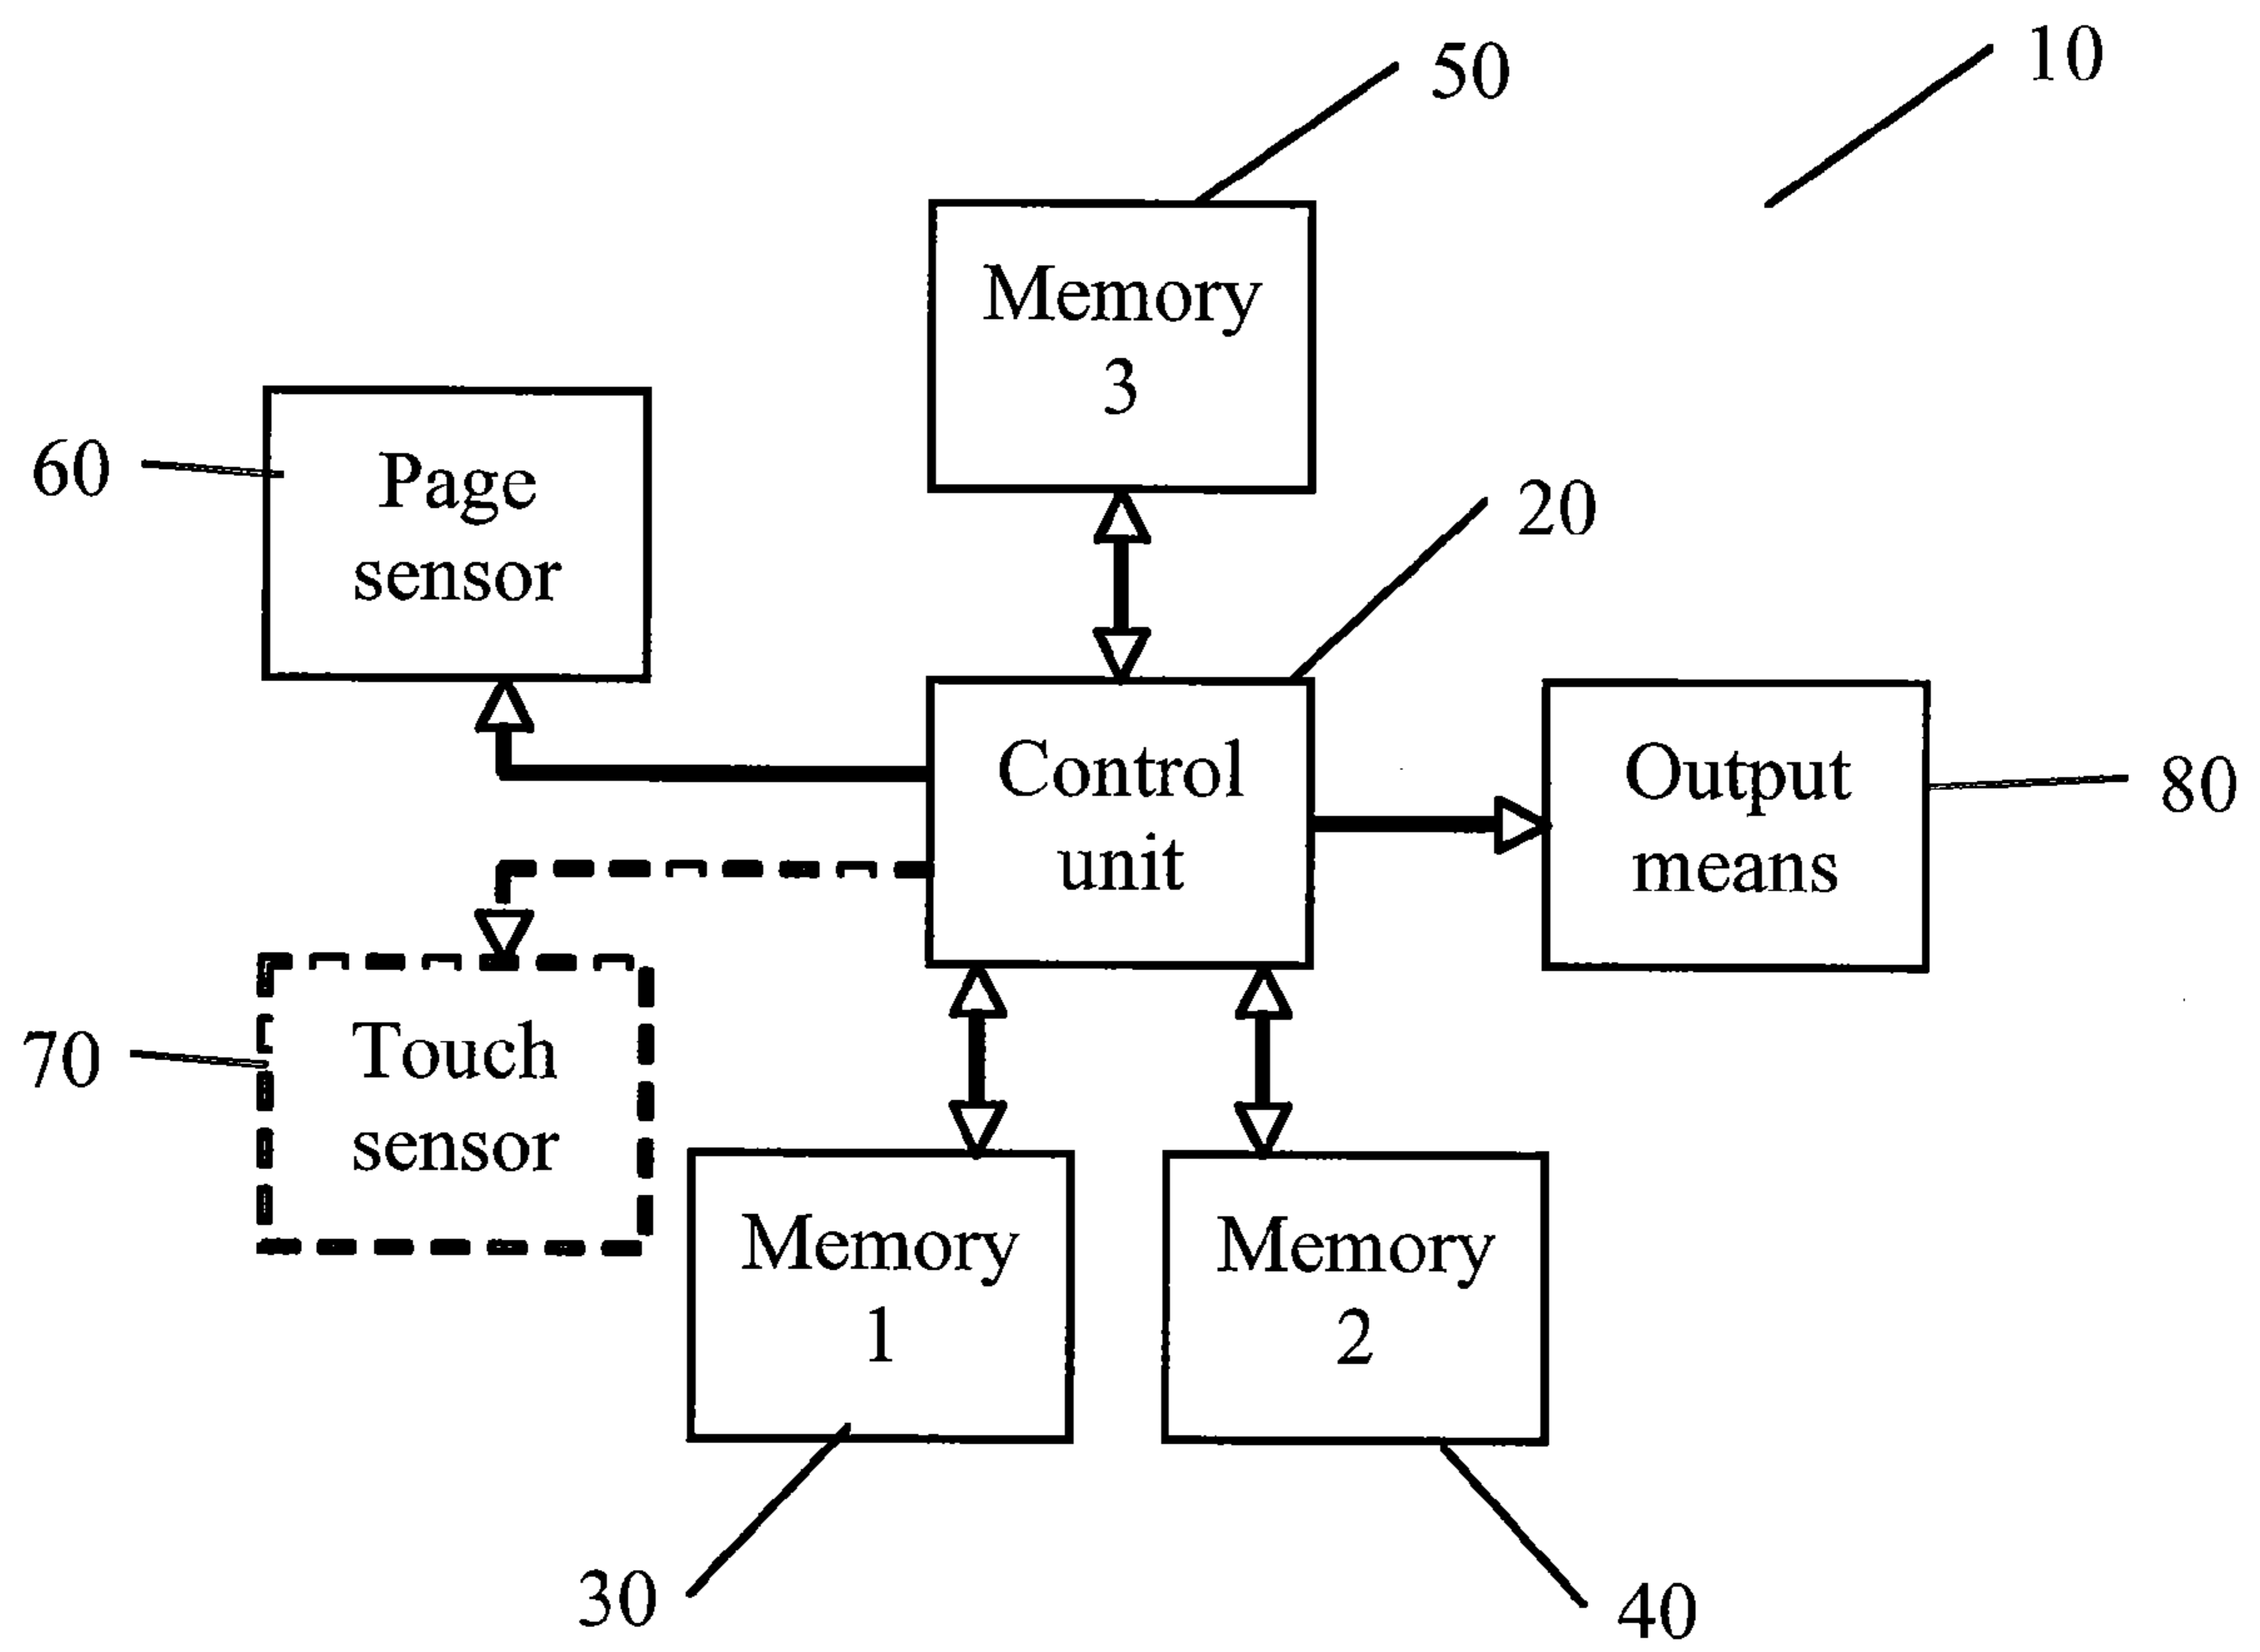 10
50
Memory
3
60
Page
sensor
20
Control
unit
Output
means
80
70
Touch
sensor
Memory
1
Memory
2
30
40